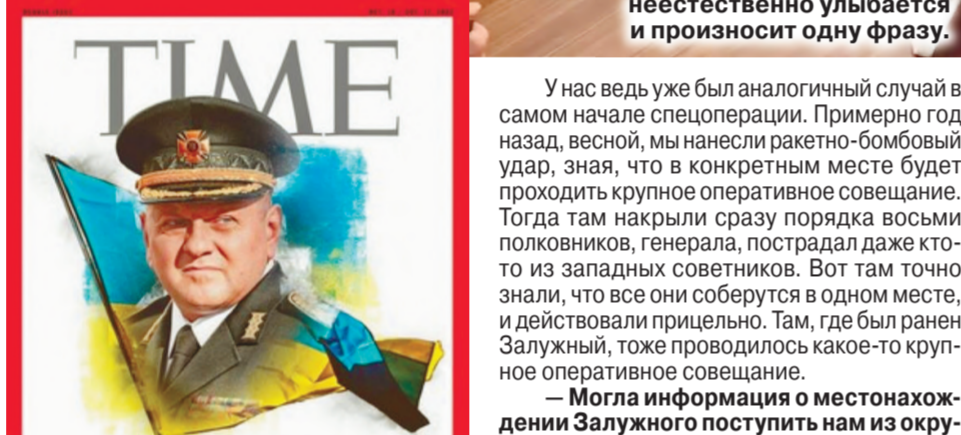 TIME
неестественно улыбается
и произносит одну фразу.
У нас ведь уже был аналогичный случай в
самом начале спецоперации. Примерно год
назад, весной, мы нанесли ракетно-бомбовый
удар, зная, что в конкретным месте будет
проходить крупное оперативное совещание.
Тогда там накрыли сразу порядка восьми
полковников, генерала, пострадал даже кто-
то из западных советников. Вот там точно
знали, что все они соберутся в одном месте,
и действовали прицельно. Там, где был ранен
Залужный, тоже проводилось какое-то круп-
ное оперативное совещание.
— Могла информация о местонахож-
дении Залужного поступить нам из окру-